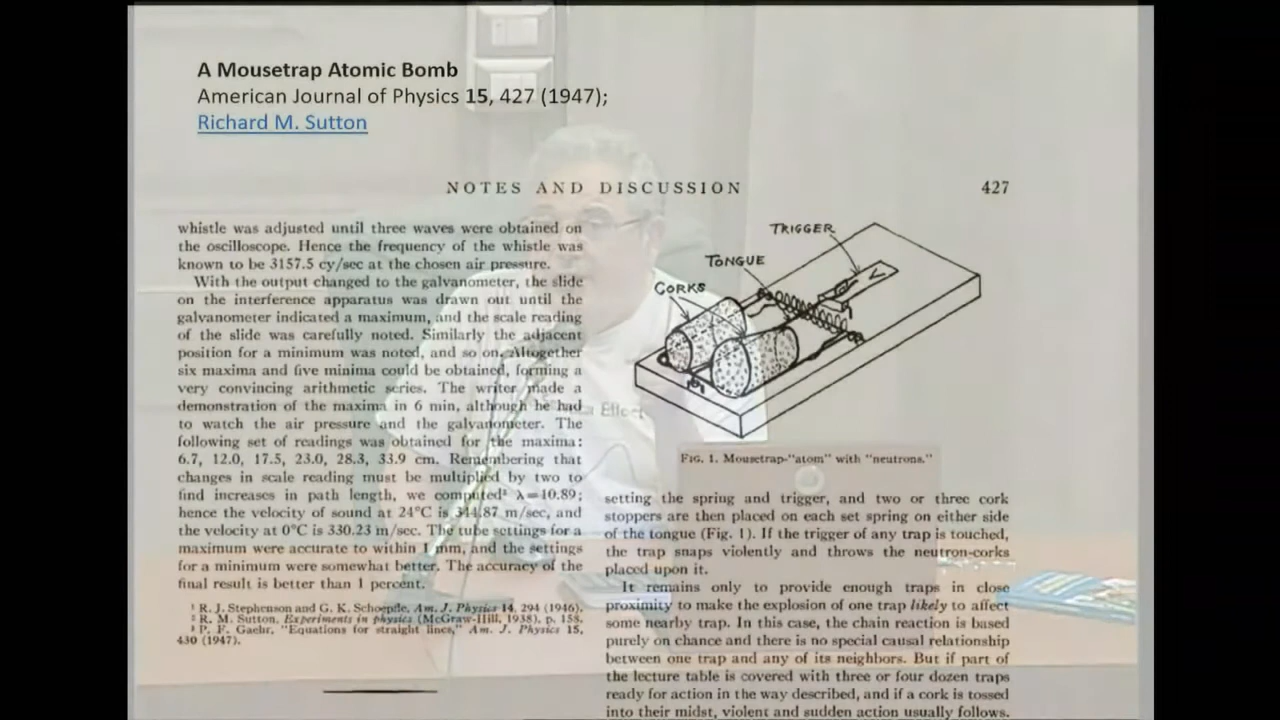 A Mousetrap Atomic Bomb
American Journal of Physics 15, 427 (1947);
Richard M. Sutton
NOTES AND DISCUSSION 427
whistle was adjusted until three waves were obtained on
the oscilloscope. Hence the frequency of the whistle was
known to be 3157.5 cy/sec at the chosen air pressure.
With the output changed to the galvanometer, the slide
on the interference apparatus was drawn out until the
galvanometer indicated a maximum, and the scale reading
of the slide was carefully noted. Similarly the adjacent
position for a minimum was noted, and so on. Altogether
six maxima and five minima could be obtained, forming a
very convincing arithmetic series. The writer made a
demonstration of the maxima in 6 min, although he had
to watch the air pressure and the galvanometer. The
following set of readings was obtained for the maxima:
6.7, 12.0, 17.5, 23.0, 28.3, 33.9 cm. Remembering that
changes in scale reading must be multiplied by two to
find increases in path length, we computed³ λ=10.89;
hence the velocity of sound at 24°C is 344.87 m/sec, and
the velocity at 0°C is 330.23 m/sec. The tube settings for a
maximum were accurate to within 1 mm, and the settings
for a minimum were somewhat better. The accuracy of the
final result is better than 1 percent.
¹ R. J. Stephenson and G. K. Schoepfle, Am. J. Physics 14, 294 (1946).
² R. M. Sutton, Experiments in physics (McGraw-Hill, 1938), p. 158.
³ P. F. Gaehr, "Equations for straight lines," Am. J. Physics 15,
430 (1947).
TRIGGER
TONGUE
CORKS
Effect
FIG. 1. Mousetrap-"atom" with "neutrons."
setting the spring and trigger, and two or three cork
stoppers are then placed on each set spring on either side
of the tongue (Fig. 1). If the trigger of any trap is touched,
the trap snaps violently and throws the neutron-corks
placed upon it.
It remains only to provide enough traps in close
proximity to make the explosion of one trap likely to affect
some nearby trap. In this case, the chain reaction is based
purely on chance and there is no special causal relationship
between one trap and any of its neighbors. But if part of
the lecture table is covered with three or four dozen traps
ready for action in the way described, and if a cork is tossed
into their midst, violent and sudden action usually follows.